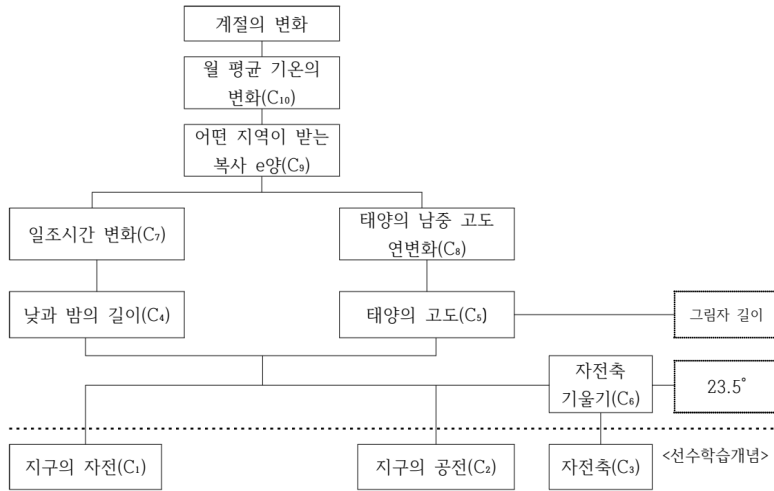 계절의 변화
월 평균 기온의
변화(C₁₀)
어떤 지역이 받는
복사 e양(C₉)
일조시간 변화(C₇)
태양의 남중 고도
연변화(C₈)
낮과 밤의 길이(C₄)
태양의 고도(C₅)
그림자 길이
자전축
기울기(C₆)
23.5°
지구의 자전(C₁)
지구의 공전(C₂)
자전축(C₃)
<선수학습개념>